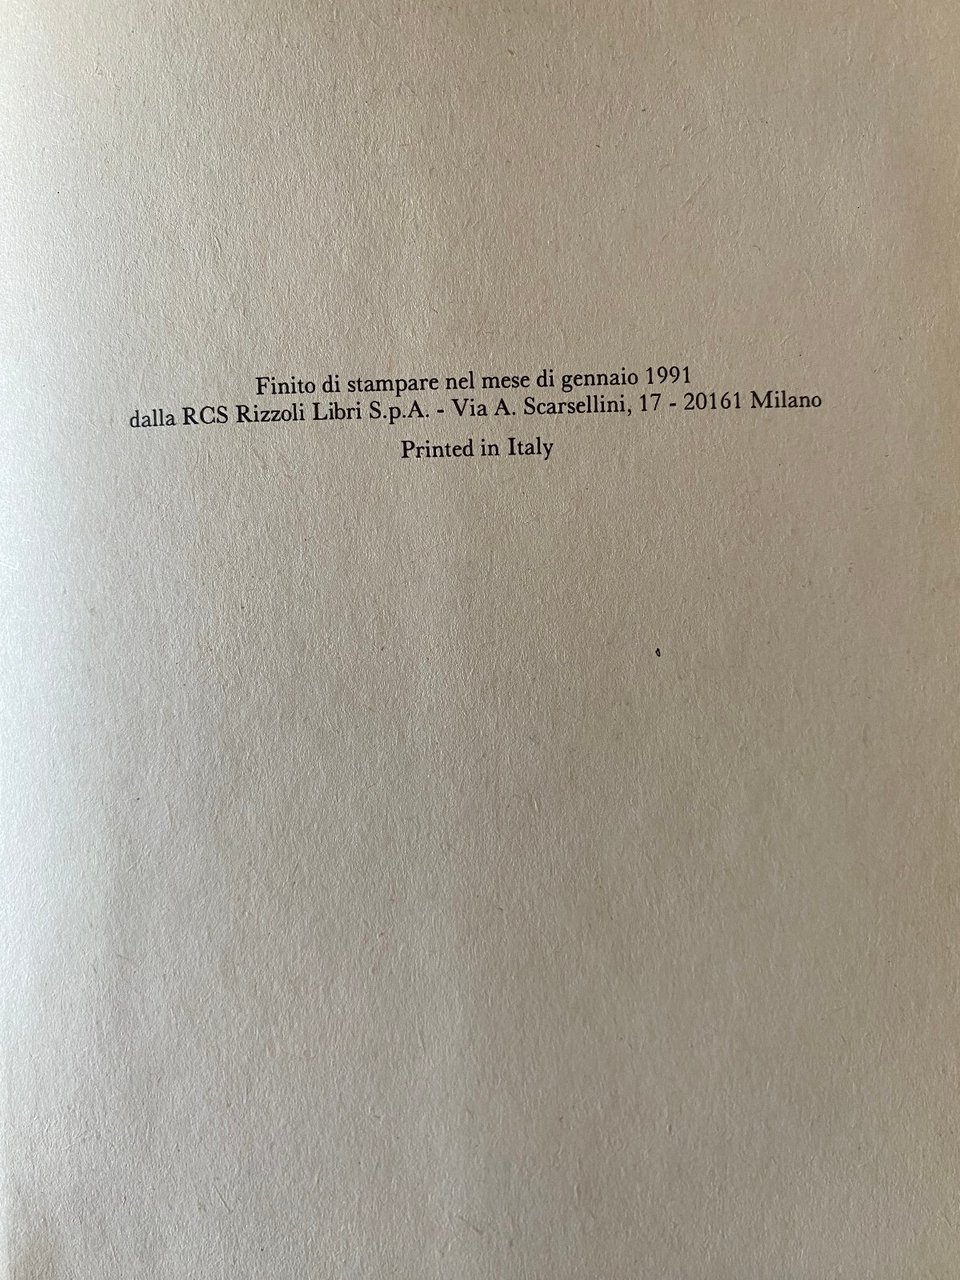 Finito di stampare nel mese di gennaio 1991
dalla RCS Rizzoli Libri S.p.A. - Via A. Scarsellini, 17 - 20161 Milano
Printed in Italy